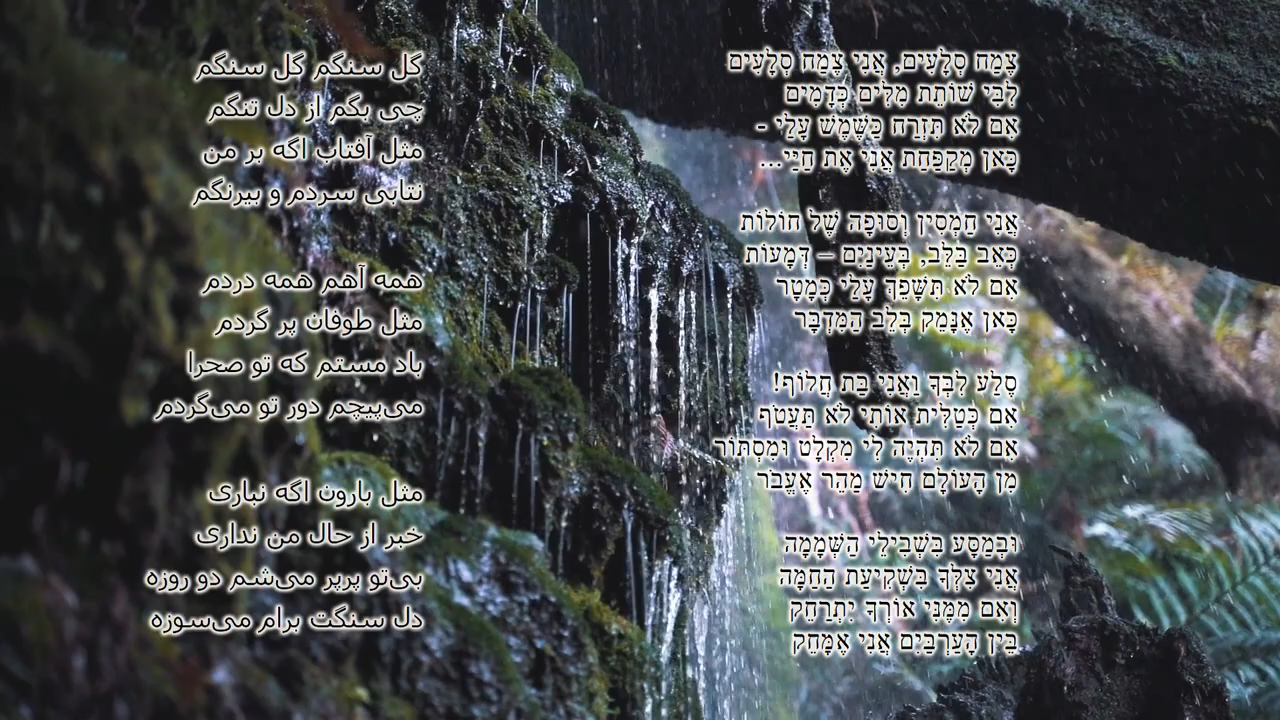 گل سنگم گل سنگم
چی بگم از دل تنگم
مثل آفتاب اگه بر من
نتابی سردم و بیرنگم
همه آهم همه دردم
مثل طوفان پر گردم
باد مستم که تو صحرا
می‌پیچم دور تو می‌گردم
مثل بارون اگه نباری
خبر از حال من نداری
بی‌تو پرپر می‌شم دو روزه
دل سنگت برام می‌سوزه
צֶמַח סְלָעִים, אֲנִי צֶמַח סְלָעִים
לִבִּי שׁוֹתֵת מִלִּים כְּדָמִים
אִם לֹא תִּזְרַח כַּשֶּׁמֶשׁ עָלַי -
כָּאן מְקַפַּחַת אֲנִי אֶת חַיַּי...
אֲנִי חַמְסִין וְסוּפָה שֶׁל חוֹלוֹת
כְּאֵב בַּלֵּב, בְּעֵינַיִם – דְּמָעוֹת
אִם לֹא תִּשָּׁפֵךְ עָלַי כְּמָטָר
כָּאן אֶנָּמֵק בְּלֵב הַמִּדְבָּר
סֶלַע לִבְּךָ וַאֲנִי בַּת חֲלוֹף!
אִם כְּטַלִּית אוֹתִי לֹא תַּעֲטֹף
אִם לֹא תִּהְיֶה לִי מִקְלָט וּמִסְתּוֹר
מִן הָעוֹלָם חִישׁ מַהֵר אֶעֱבֹר
וּבְמַסָּע בִּשְׁבִילֵי הַשְּׁמָמָה
אֲנִי צִלְּךָ בִּשְׁקִיעַת הַחַמָּה
וְאִם מִמֶּנִּי אוֹרְךָ יִתְרַחֵק
בֵּין הָעַרְבַּיִם אֲנִי אֶמָּחֵק